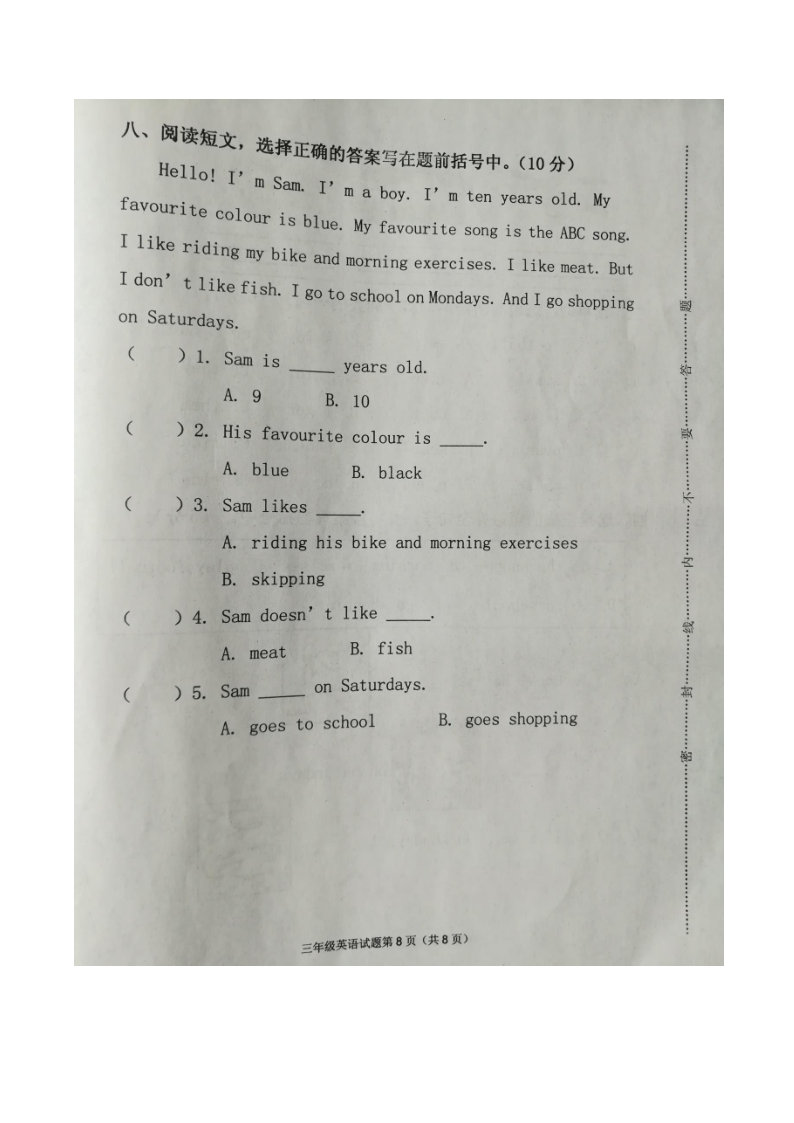 八、阅读短文，选择正确的答案写在题前括号中。（10 分）
Hello! I'm Sam. I'm a boy. I'm ten years old. My
favourite colour is blue. My favourite song is the ABC song.
I like riding my bike and morning exercises. I like meat. But
I don't like fish. I go to school on Mondays. And I go shopping
on Saturdays.
（　　）1. Sam is _____ years old.
A. 9　　B. 10
（　　）2. His favourite colour is _____.
A. blue　　B. black
（　　）3. Sam likes _____.
A. riding his bike and morning exercises
B. skipping
（　　）4. Sam doesn't like _____.
A. meat　　B. fish
（　　）5. Sam _____ on Saturdays.
A. goes to school　　B. goes shopping
三年级英语试题第 8 页（共 8 页）
密封线内不要答题